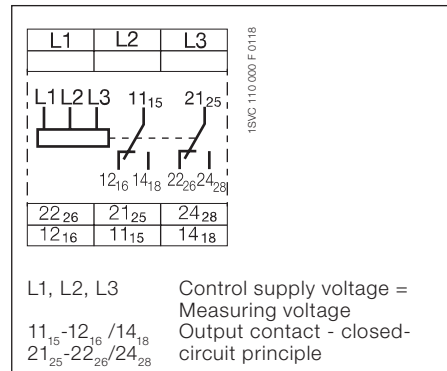 L1 L2 L3
L1 L2 L3 11₁₅ 21₂₅
12₁₆ 14₁₈ 22₂₆ 24₂₈
22₂₆ 21₂₅ 24₂₈
12₁₆ 11₁₅ 14₁₈
1SVC 110 000 F 0118
L1, L2, L3 Control supply voltage =
Measuring voltage
11₁₅-12₁₆ /14₁₈ Output contact - closed-
21₂₅-22₂₆/24₂₈ circuit principle